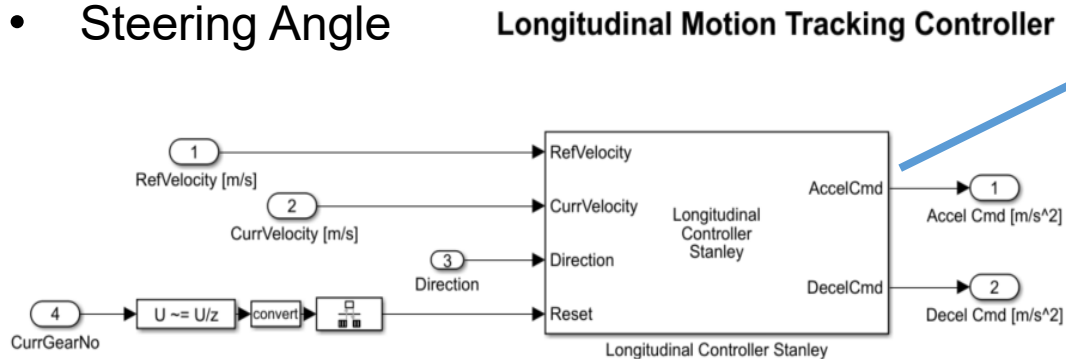 • Steering Angle
Longitudinal Motion Tracking Controller
1
RefVelocity [m/s]
2
CurrVelocity [m/s]
3
Direction
4
CurrGearNo
U ~= U/z
convert
RefVelocity
CurrVelocity
Direction
Reset
Longitudinal
Controller
Stanley
AccelCmd
DecelCmd
Longitudinal Controller Stanley
1
Accel Cmd [m/s^2]
2
Decel Cmd [m/s^2]